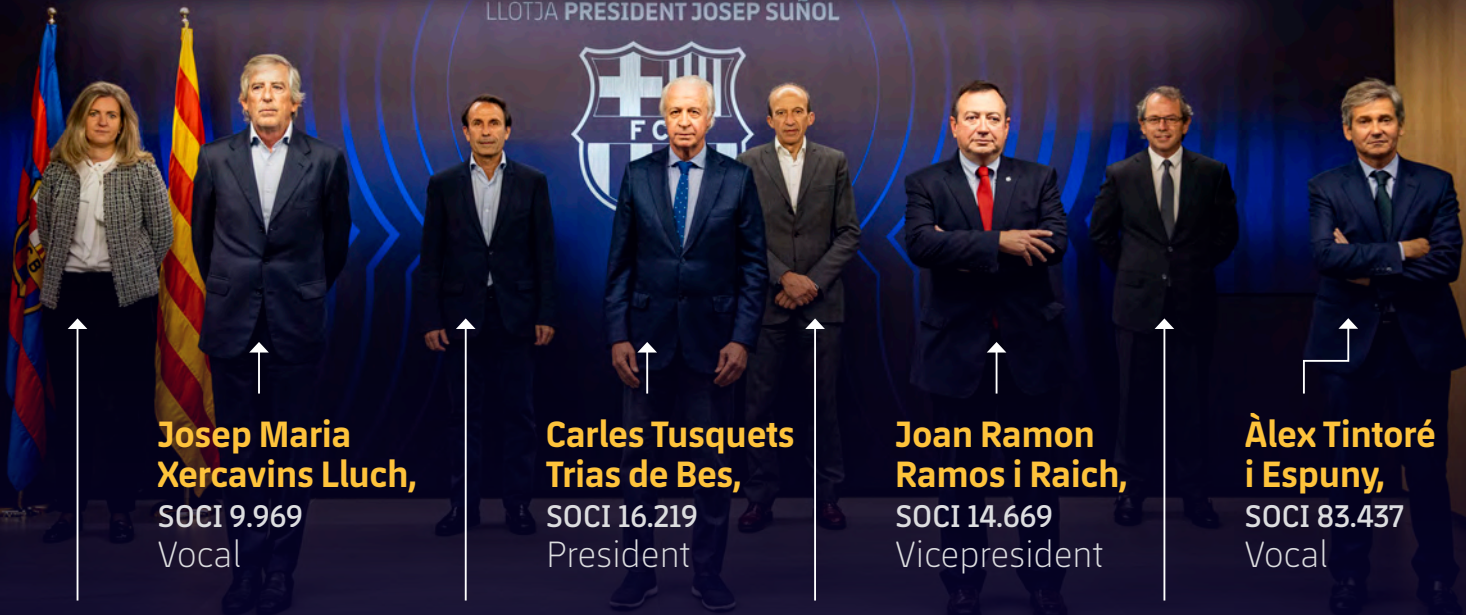 LLOTJA PRESIDENT JOSEP SUÑOL
FC
Josep Maria
Xercavins Lluch,
SOCI 9.969
Vocal
Carles Tusquets
Trias de Bes,
SOCI 16.219
President
Joan Ramon
Ramos i Raich,
SOCI 14.669
Vicepresident
Àlex Tintoré
i Espuny,
SOCI 83.437
Vocal